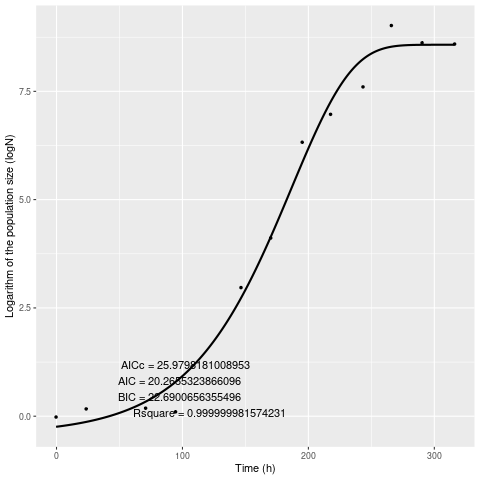 Logarithm of the population size (logN)
7.5
5.0
2.5
0.0
AICc = 25.9798181008953
AIC = 20.2655323866096
BIC = 22.6900656355496
Rsquare = 0.999999981574231
0 100 200 300
Time (h)